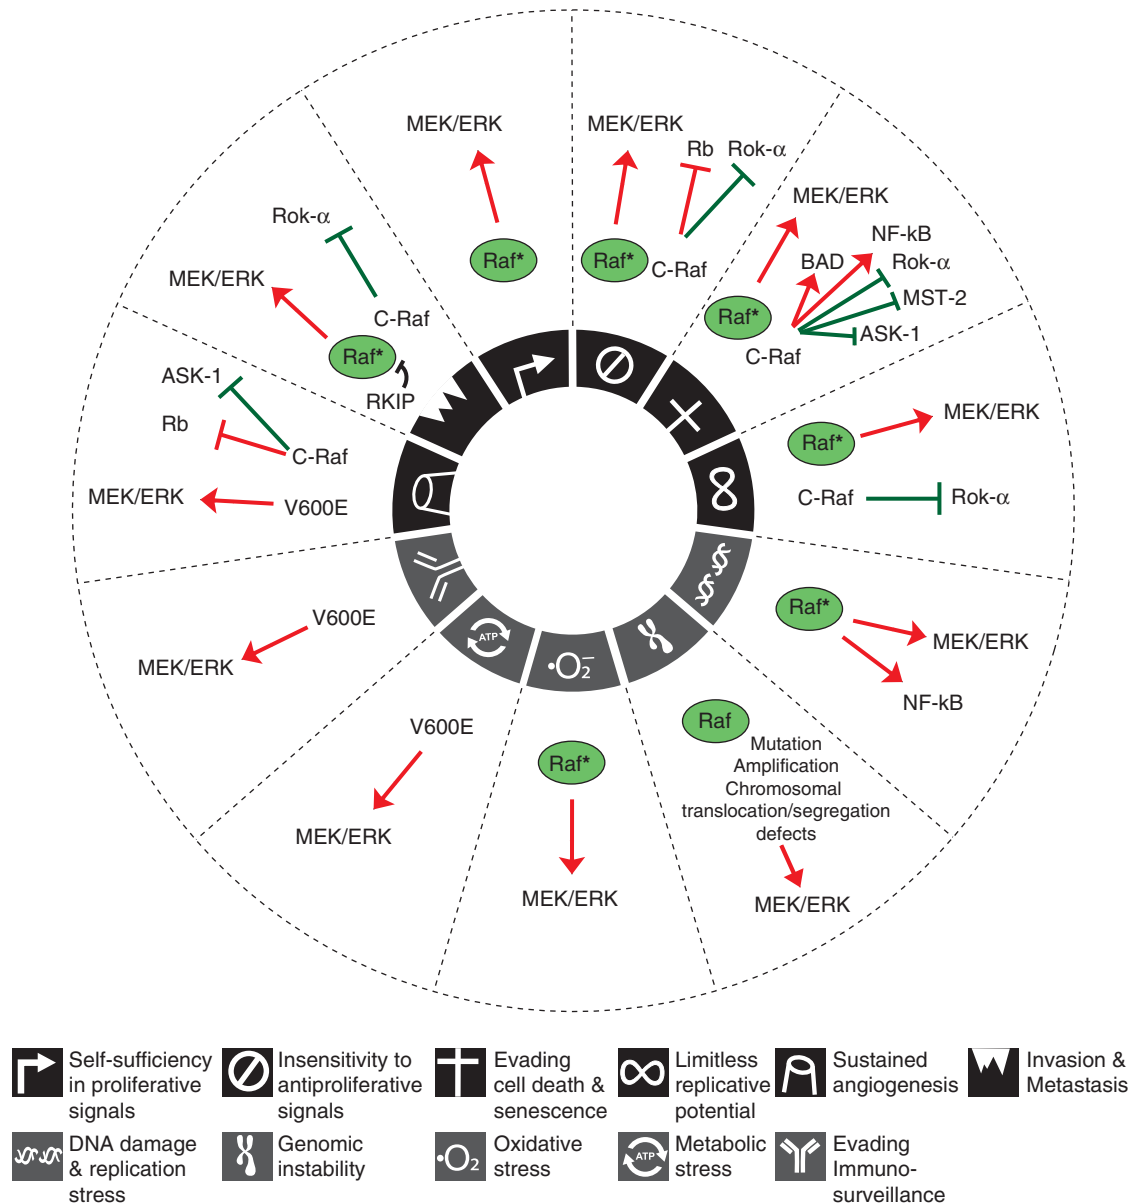 MEK/ERK
Raf*
MEK/ERK
Rb
Rok-α
Raf*
C-Raf
MEK/ERK
NF-kB
BAD
Rok-α
MST-2
ASK-1
Raf*
C-Raf
MEK/ERK
Raf*
C-Raf
Rok-α
Raf*
MEK/ERK
NF-kB
Raf
Mutation
Amplification
Chromosomal
translocation/segregation
defects
MEK/ERK
Raf*
MEK/ERK
V600E
MEK/ERK
V600E
MEK/ERK
ASK-1
Rb
C-Raf
MEK/ERK
V600E
Rok-α
MEK/ERK
C-Raf
Raf*
RKIP
ATP
•O2−
Self-sufficiency
in proliferative
signals
Insensitivity to
antiproliferative
signals
Evading
cell death &
senescence
Limitless
replicative
potential
Sustained
angiogenesis
Invasion &
Metastasis
DNA damage
& replication
stress
Genomic
instability
•O2
Oxidative
stress
ATP
Metabolic
stress
Evading
Immuno-
surveillance